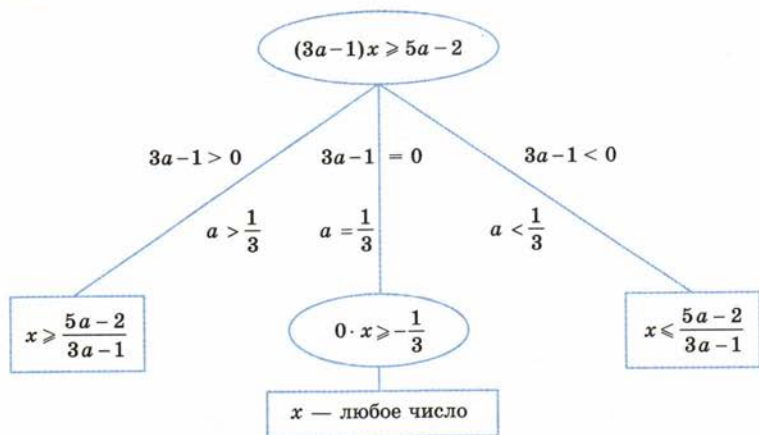 (3a−1)x ⩾ 5a−2
3a−1 > 0
3a−1 = 0
3a−1 < 0
a > 1/3
a = 1/3
a < 1/3
x ⩾ (5a−2)/(3a−1)
0 · x ⩾ −1/3
x ⩽ (5a−2)/(3a−1)
x — любое число